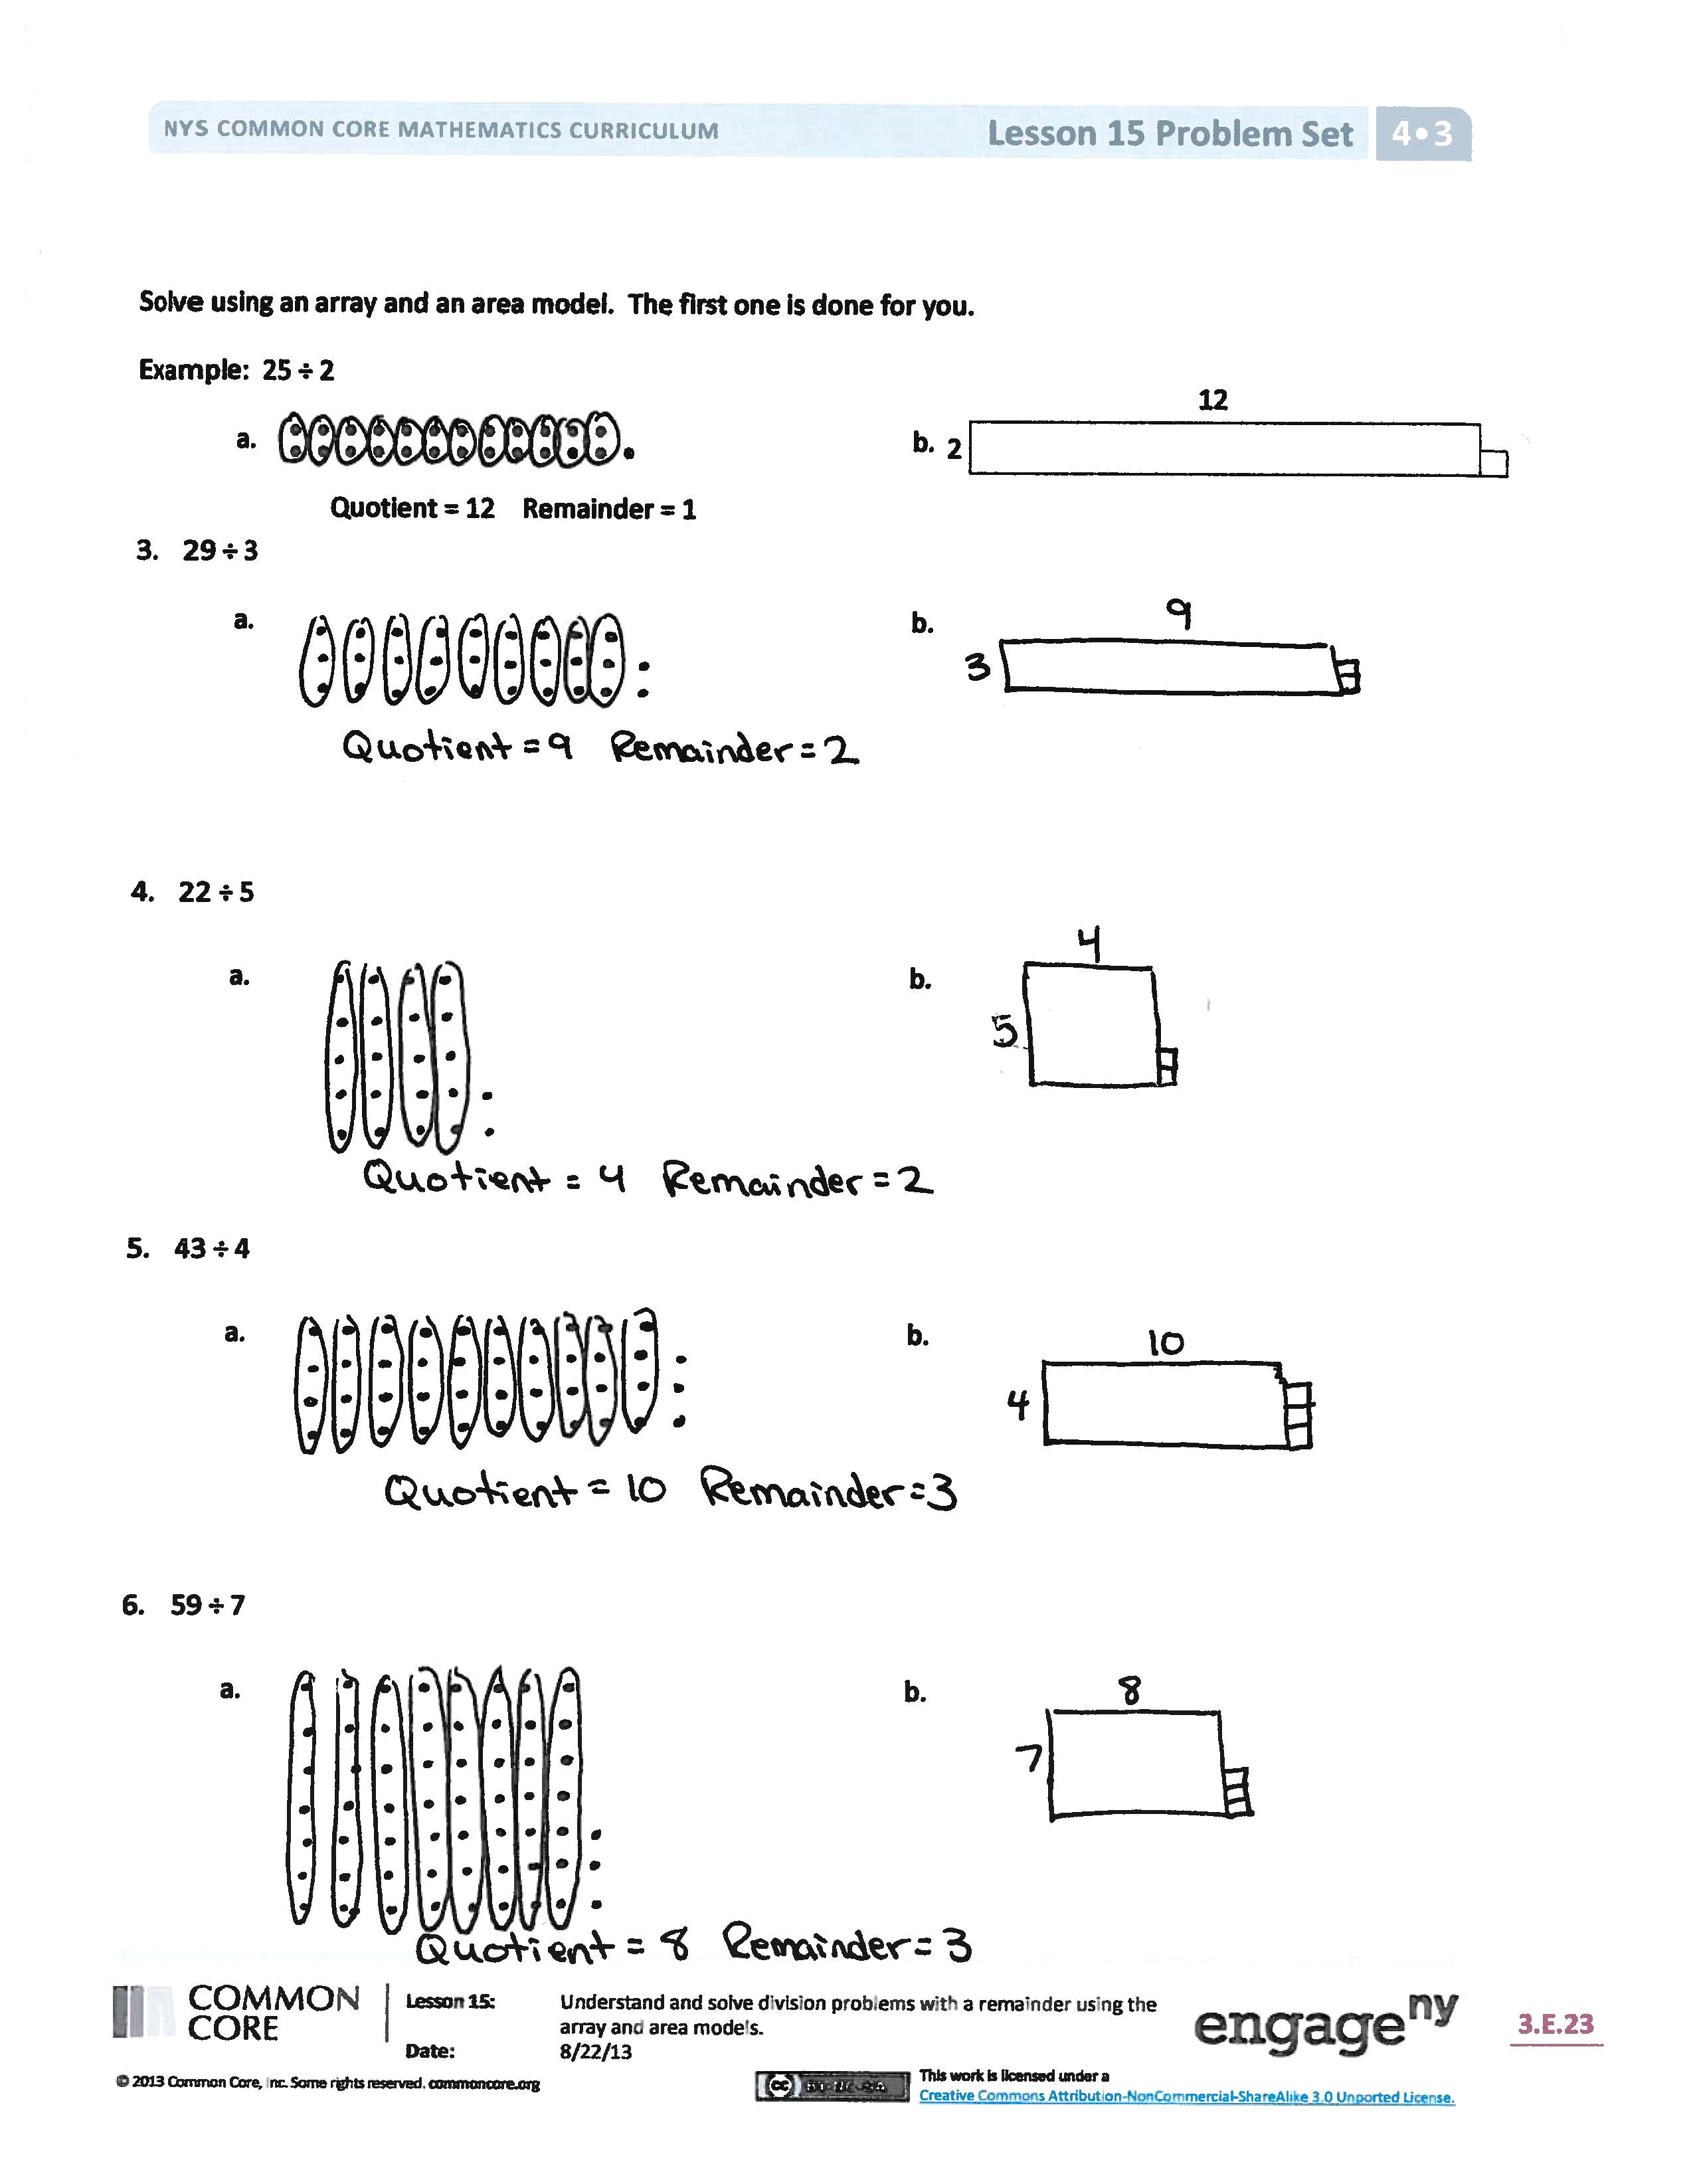 NYS COMMON CORE MATHEMATICS CURRICULUM Lesson 15 Problem Set 4•3
Solve using an array and an area model. The first one is done for you.
Example: 25 ÷ 2
12
a. b. 2
Quotient = 12 Remainder = 1
3. 29 ÷ 3
a. b. 9
3
Quotient = 9 Remainder = 2
4. 22 ÷ 5
4
a. b.
5
Quotient = 4 Remainder = 2
5. 43 ÷ 4
a. b. 10
4
Quotient = 10 Remainder = 3
6. 59 ÷ 7
a. b. 8
7
Quotient = 8 Remainder = 3
COMMON CORE
Lesson 15: Understand and solve division problems with a remainder using the
array and area models.
Date: 8/22/13
engage ny
3.E.23
© 2013 Common Core, Inc. Some rights reserved. commoncore.org
cc BY-NC-SA
This work is licensed under a
Creative Commons Attribution-NonCommercial-ShareAlike 3.0 Unported License.